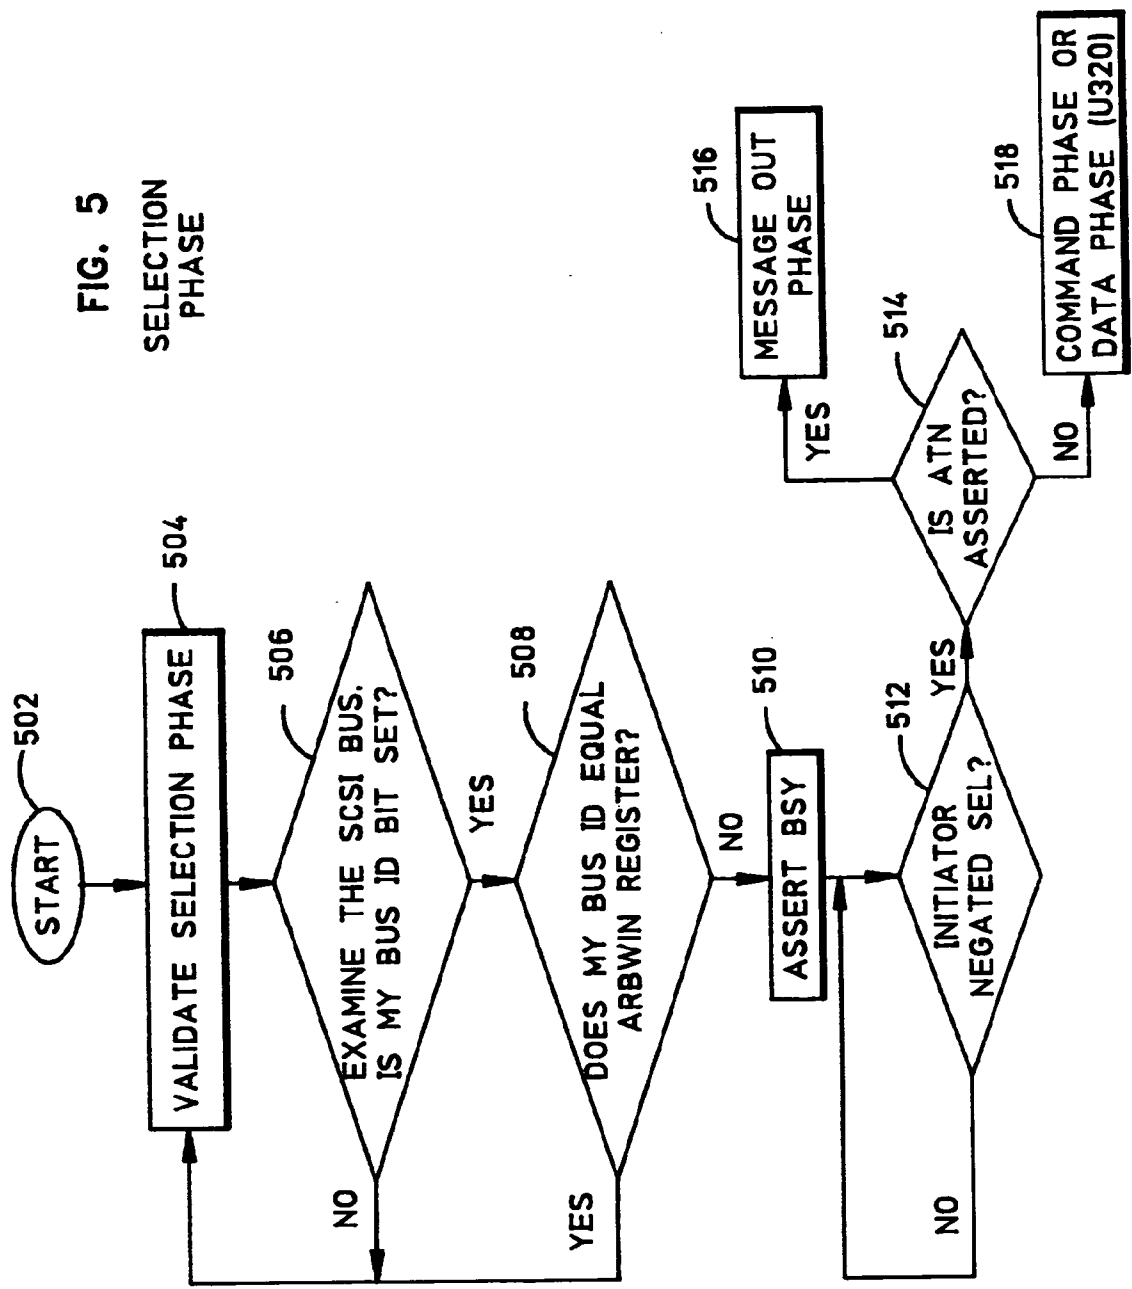 FIG. 5
SELECTION
PHASE
502
START
504
VALIDATE SELECTION PHASE
506
EXAMINE THE SCSI BUS.
IS MY BUS ID BIT SET?
NO
YES
508
DOES MY BUS ID EQUAL
ARBWIN REGISTER?
YES
NO
510
ASSERT BSY
512
INITIATOR
NEGATED SEL?
NO
YES
514
IS ATN
ASSERTED?
YES
NO
516
MESSAGE OUT
PHASE
518
COMMAND PHASE OR
DATA PHASE (U320)